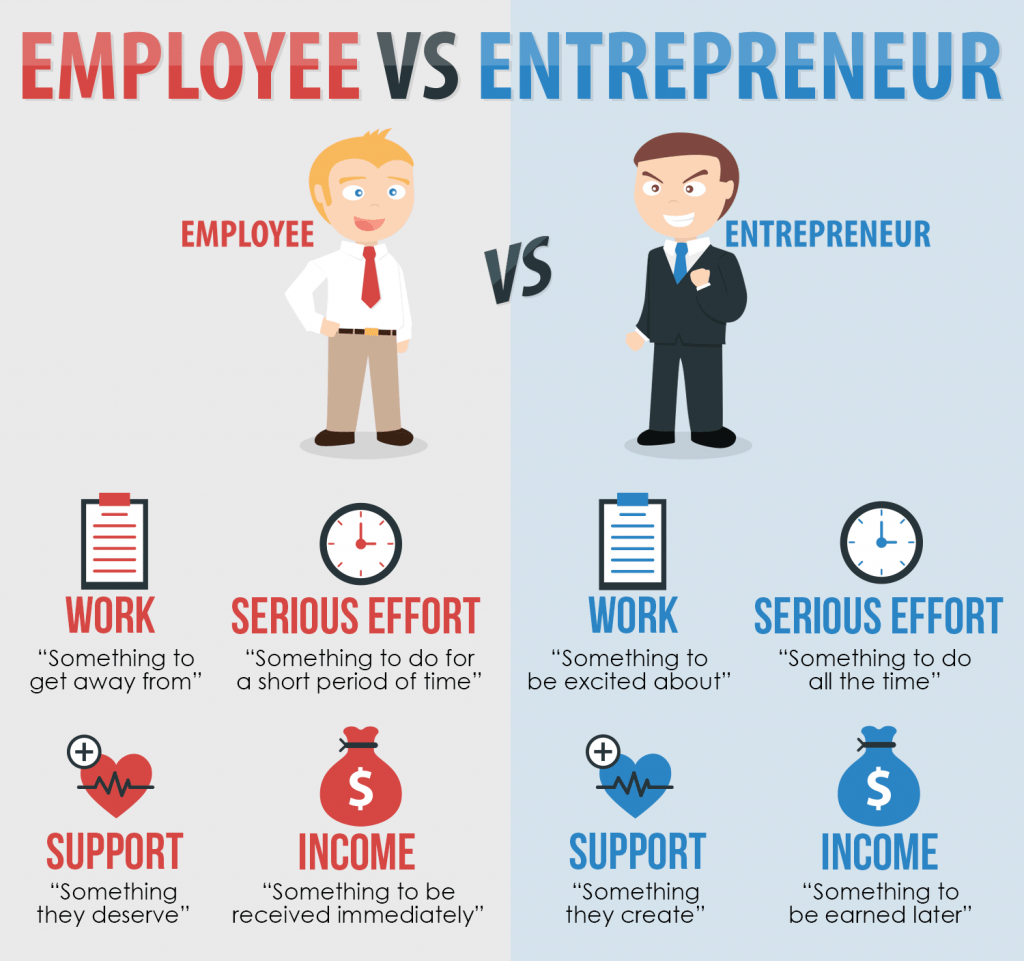 EMPLOYEE VS ENTREPRENEUR
EMPLOYEE
VS
ENTREPRENEUR
WORK
“Something to
get away from”
SERIOUS EFFORT
“Something to do for
a short period of time”
SUPPORT
“Something
they deserve”
$
INCOME
“Something to be
received immediately”
WORK
“Something to
be excited about”
SERIOUS EFFORT
“Something to do
all the time”
SUPPORT
“Something
they create”
$
INCOME
“Something to
be earned later”